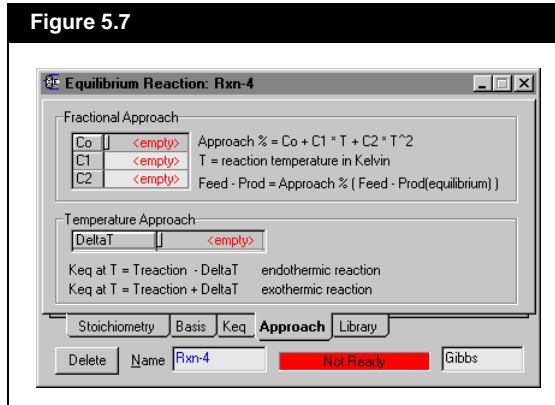 Figure 5.7
Equilibrium Reaction: Rxn-4
Fractional Approach
Co <empty> Approach % = Co + C1 * T + C2 * T^2
C1 <empty> T = reaction temperature in Kelvin
C2 <empty> Feed - Prod = Approach % ( Feed - Prod(equilibrium) )
Temperature Approach
DeltaT <empty>
Keq at T = Treaction - DeltaT endothermic reaction
Keq at T = Treaction + DeltaT exothermic reaction
Stoichiometry Basis Keq Approach Library
Delete Name Rxn-4 Not Ready Gibbs